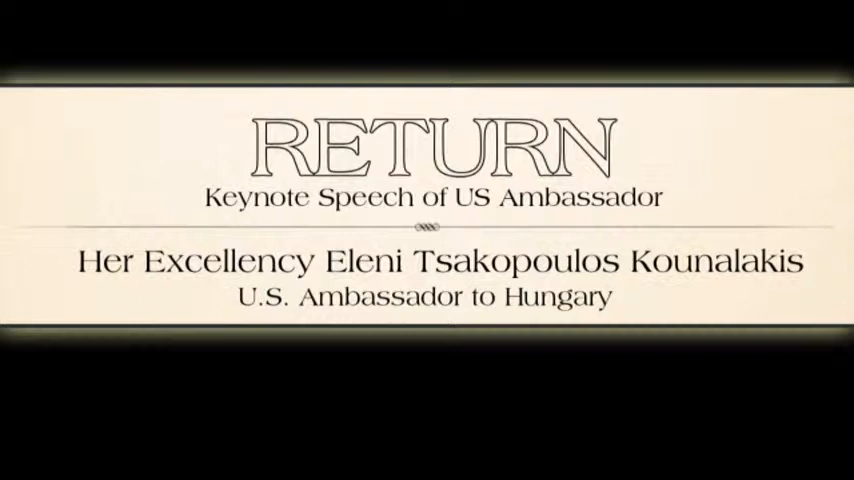 RETURN
Keynote Speech of US Ambassador
Her Excellency Eleni Tsakopoulos Kounalakis
U.S. Ambassador to Hungary